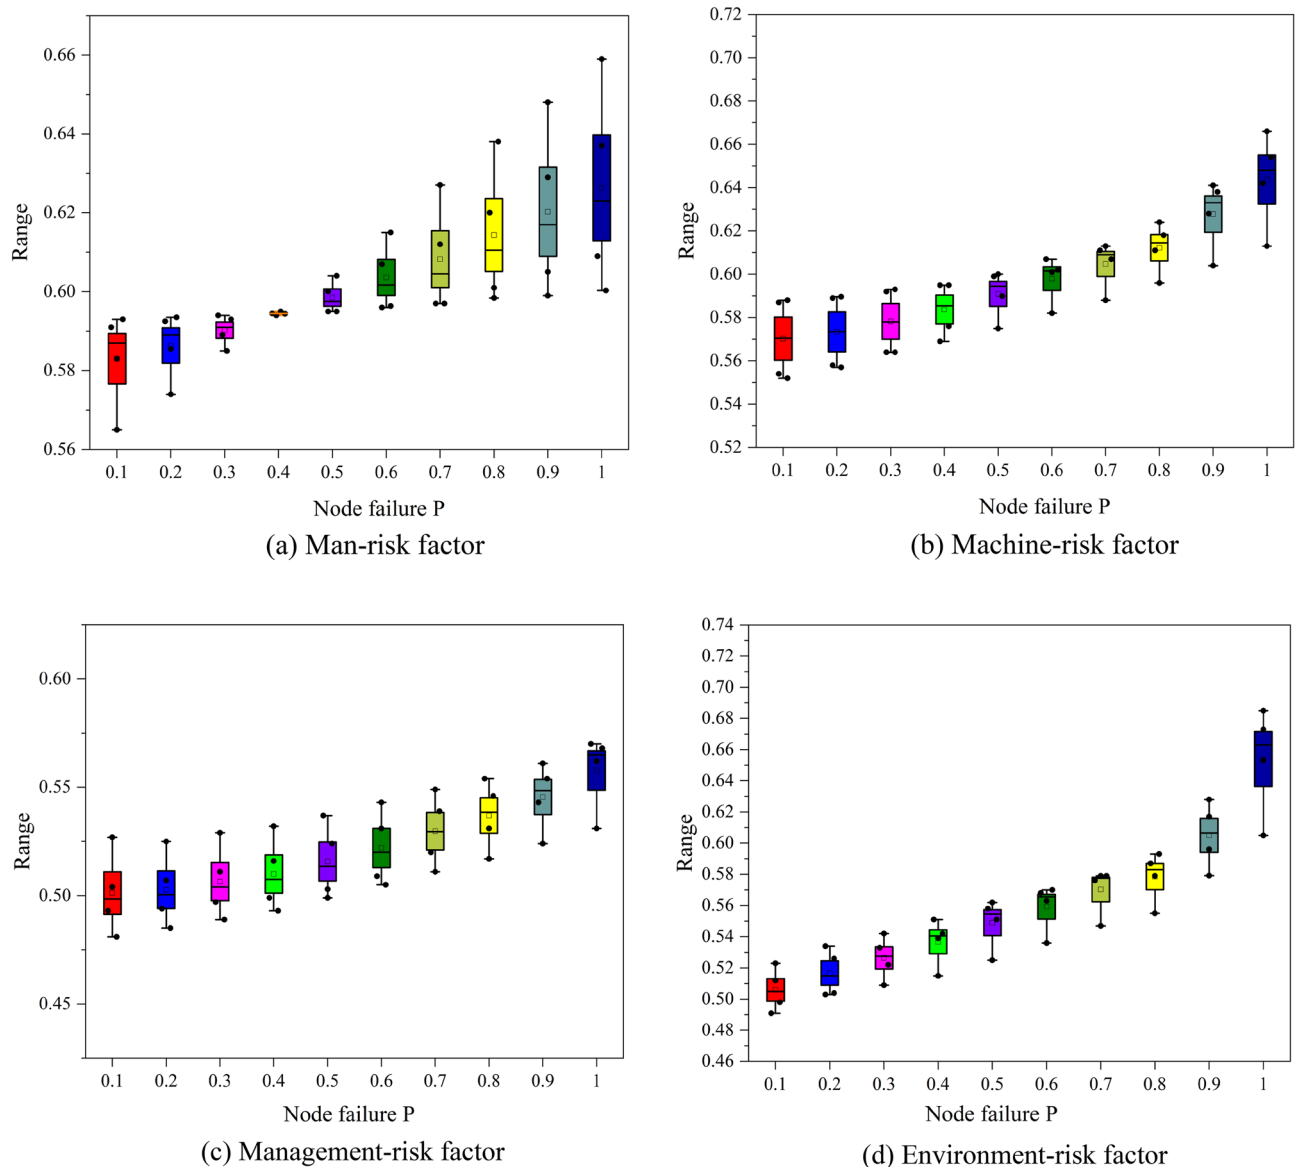 0.66
0.64
0.62
0.60
0.58
0.56
Range
0.1 0.2 0.3 0.4 0.5 0.6 0.7 0.8 0.9 1
Node failure P
(a) Man-risk factor
0.72
0.70
0.68
0.66
0.64
0.62
0.60
0.58
0.56
0.54
0.52
Range
0.1 0.2 0.3 0.4 0.5 0.6 0.7 0.8 0.9 1
Node failure P
(b) Machine-risk factor
0.60
0.55
0.50
0.45
Range
0.1 0.2 0.3 0.4 0.5 0.6 0.7 0.8 0.9 1
Node failure P
(c) Management-risk factor
0.74
0.72
0.70
0.68
0.66
0.64
0.62
0.60
0.58
0.56
0.54
0.52
0.50
0.48
0.46
Range
0.1 0.2 0.3 0.4 0.5 0.6 0.7 0.8 0.9 1
Node failure P
(d) Environment-risk factor